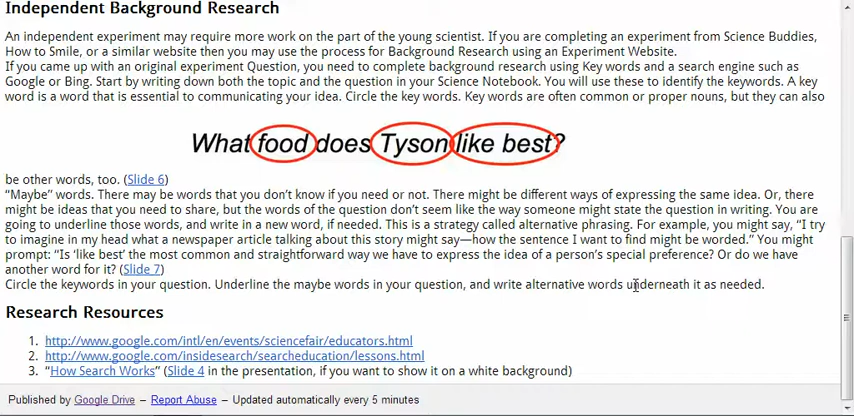 Independent Background Research
An independent experiment may require more work on the part of the young scientist. If you are completing an experiment from Science Buddies,
How to Smile, or a similar website then you may use the process for Background Research using an Experiment Website.
If you came up with an original experiment Question, you need to complete background research using Key words and a search engine such as
Google or Bing. Start by writing down both the topic and the question in your Science Notebook. You will use these to identify the keywords. A key
word is a word that is essential to communicating your idea. Circle the key words. Key words are often common or proper nouns, but they can also
What food does Tyson like best?
be other words, too. (Slide 6)
“Maybe” words. There may be words that you don’t know if you need or not. There might be different ways of expressing the same idea. Or, there
might be ideas that you need to share, but the words of the question don’t seem like the way someone might state the question in writing. You are
going to underline those words, and write in a new word, if needed. This is a strategy called alternative phrasing. For example, you might say, “I try
to imagine in my head what a newspaper article talking about this story might say—how the sentence I want to find might be worded.” You might
prompt: “Is ‘like best’ the most common and straightforward way we have to express the idea of a person’s special preference? Or do we have
another word for it? (Slide 7)
Circle the keywords in your question. Underline the maybe words in your question, and write alternative words underneath it as needed.
Research Resources
1. http://www.google.com/intl/en/events/sciencefair/educators.html
2. http://www.google.com/insidesearch/searcheducation/lessons.html
3. “How Search Works” (Slide 4 in the presentation, if you want to show it on a white background)
Published by Google Drive – Report Abuse – Updated automatically every 5 minutes